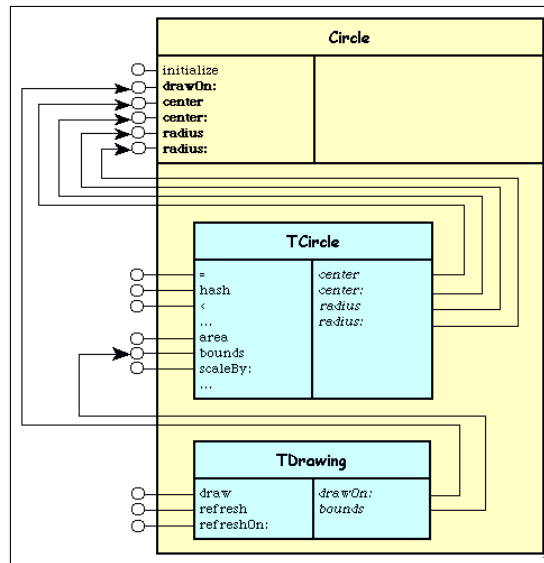 Circle
initialize
drawOn:
center
center:
radius
radius:
TCircle
= center
hash center:
< radius
... radius:
area
bounds
scaleBy:
...
TDrawing
draw drawOn:
refresh bounds
refreshOn: